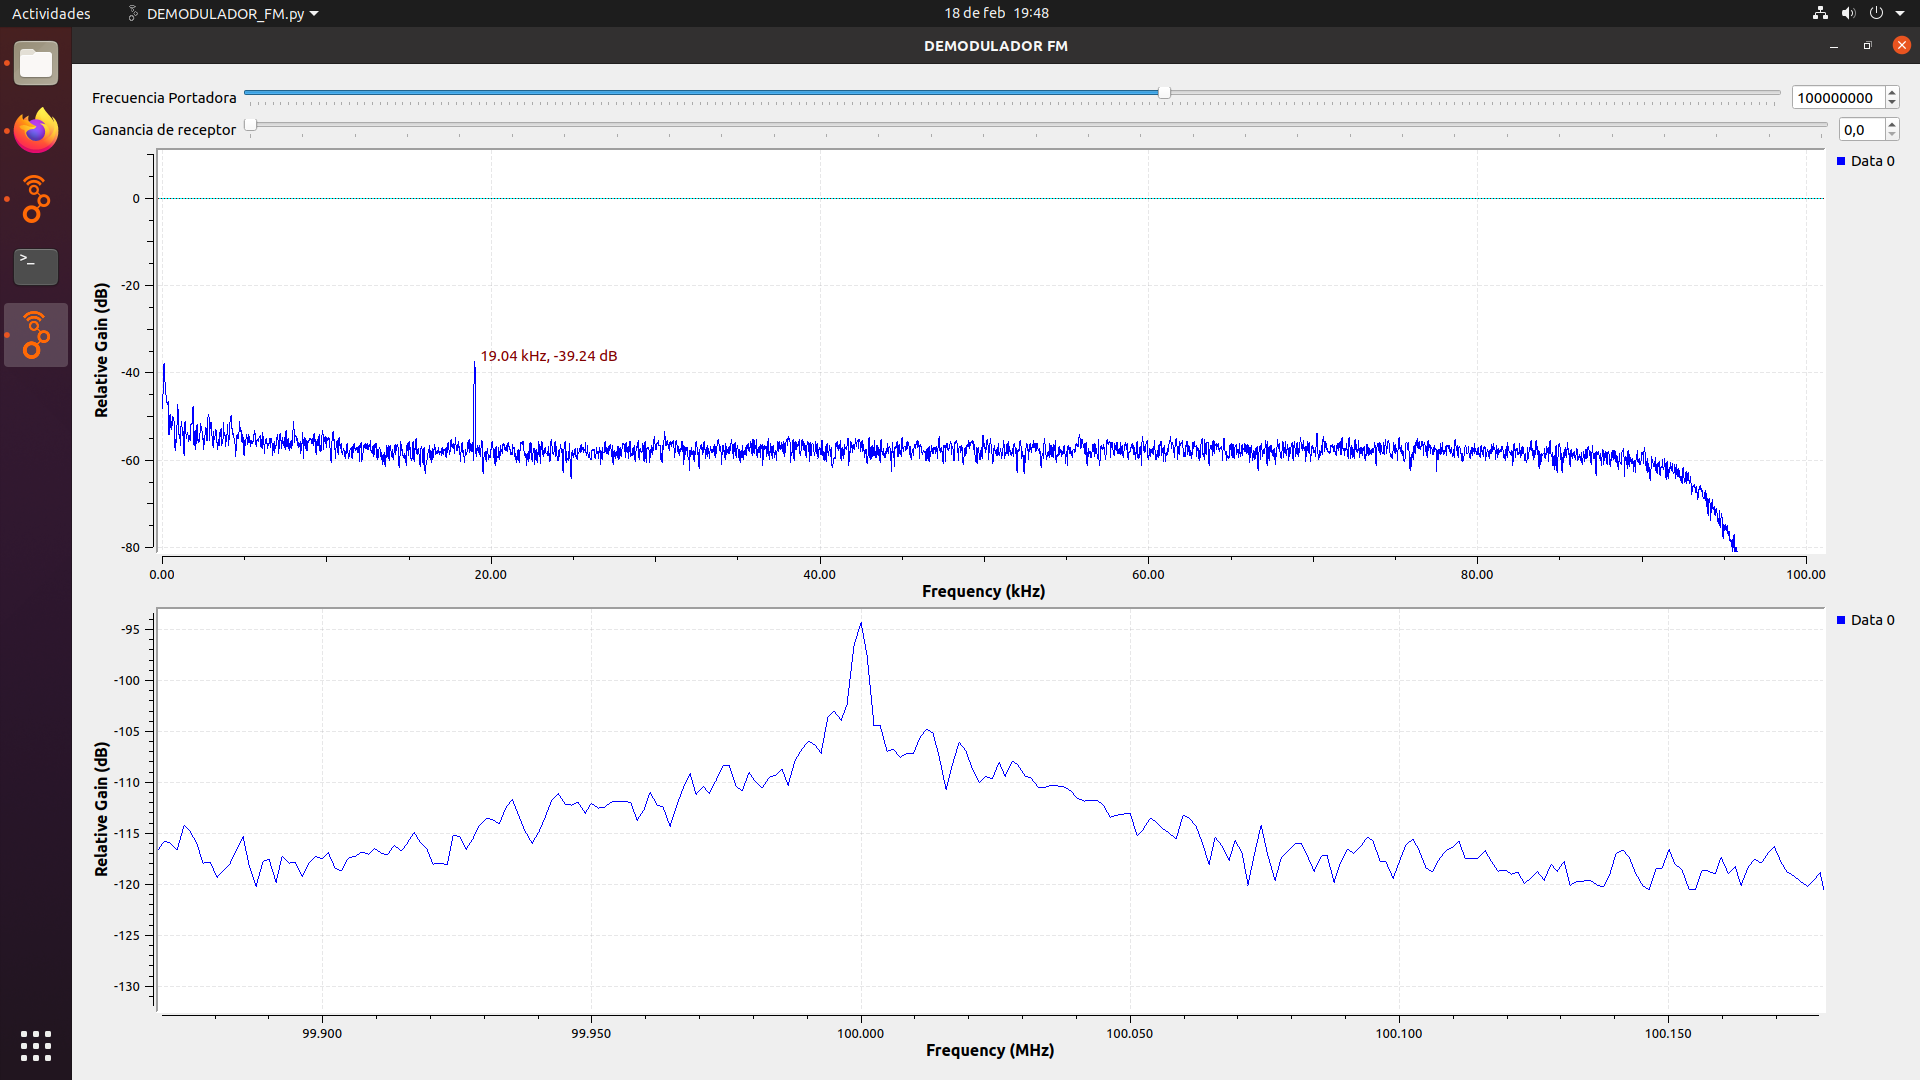 Actividades DEMODULADOR_FM.py 18 de feb 19:48
DEMODULADOR FM
Frecuencia Portadora 100000000
Ganancia de receptor 0,0
Data 0
0
-20
-40
-60
-80
Relative Gain (dB)
19.04 kHz, -39.24 dB
0.00 20.00 40.00 60.00 80.00 100.00
Frequency (kHz)
Data 0
-95
-100
-105
-110
-115
-120
-125
-130
Relative Gain (dB)
99.900 99.950 100.000 100.050 100.100 100.150
Frequency (MHz)